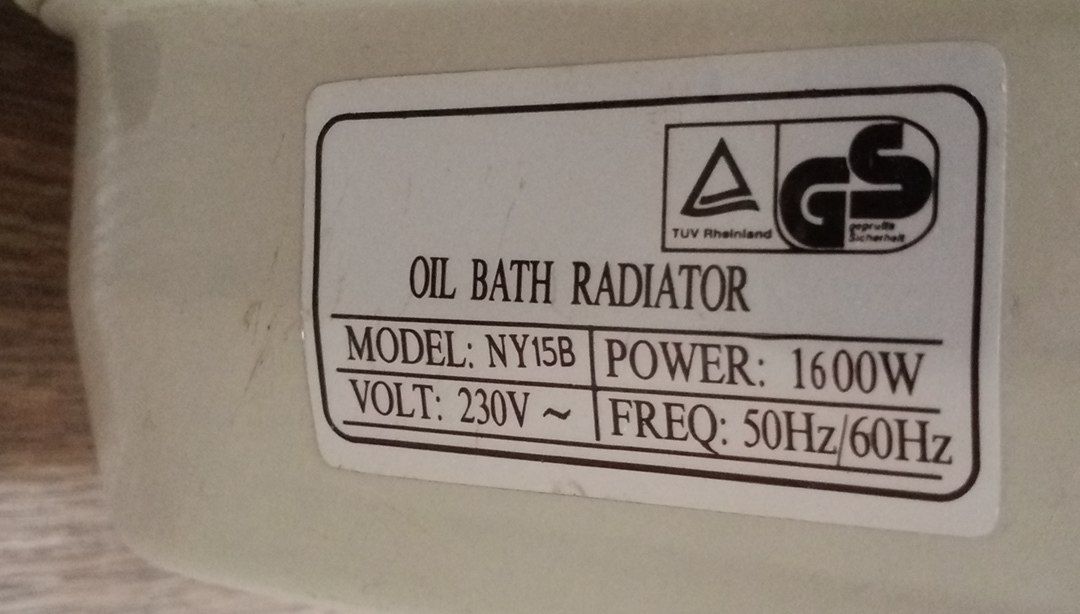 TUV Rheinland
GS
geprüfte
Sicherheit
OIL BATH RADIATOR
MODEL: NY15B POWER: 1600W
VOLT: 230V ~ FREQ: 50Hz/60Hz